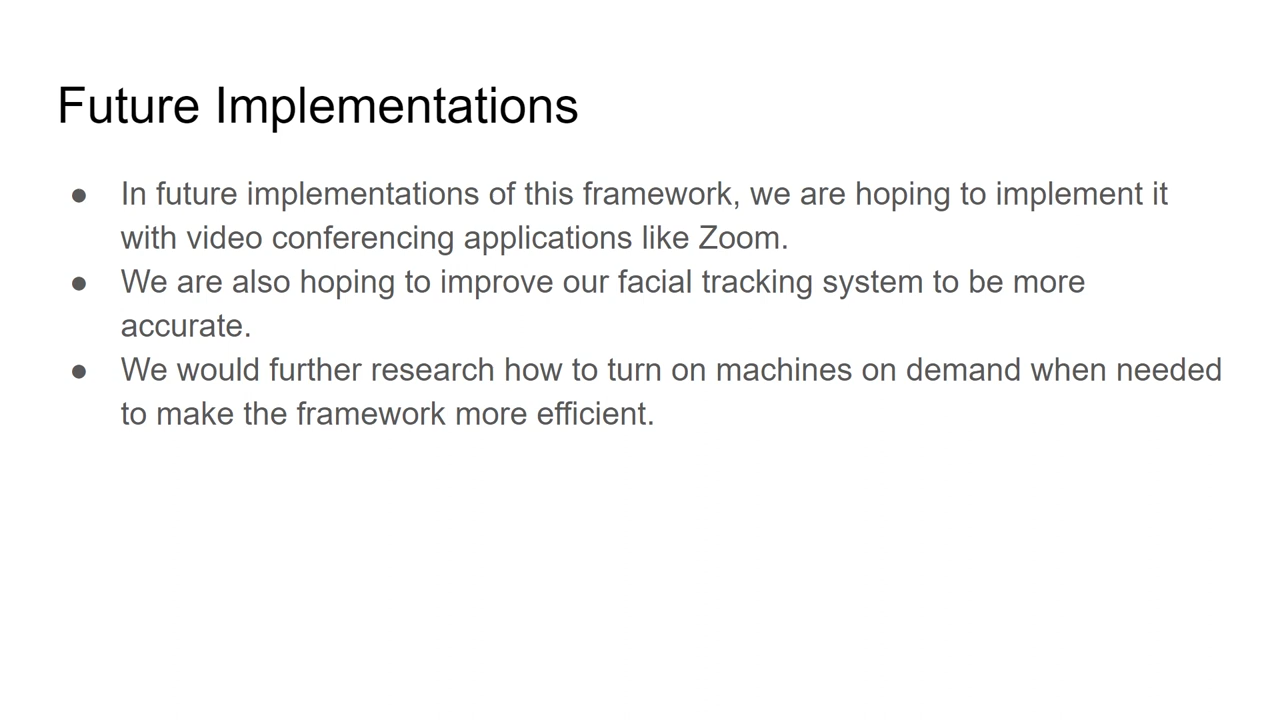 Future Implementations
● In future implementations of this framework, we are hoping to implement it
with video conferencing applications like Zoom.
● We are also hoping to improve our facial tracking system to be more
accurate.
● We would further research how to turn on machines on demand when needed
to make the framework more efficient.